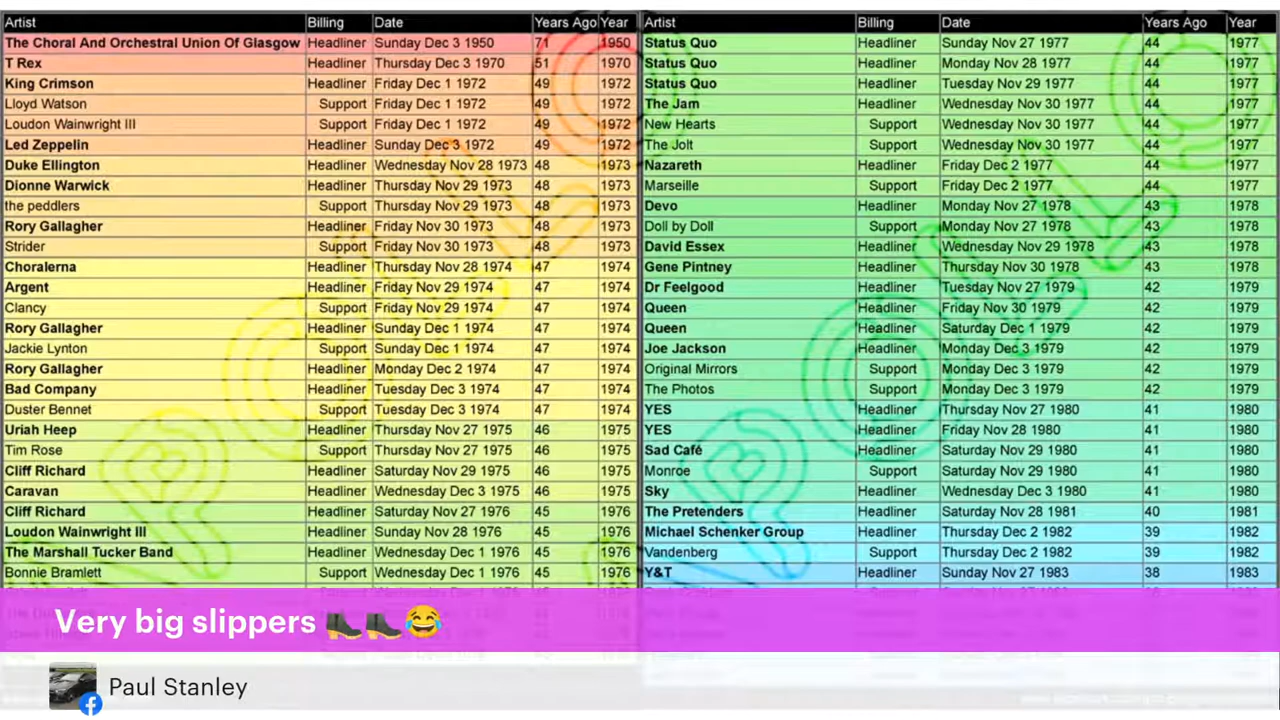 Artist Billing Date Years Ago Year
The Choral And Orchestral Union Of Glasgow Headliner Sunday Dec 3 1950 71 1950
T Rex Headliner Thursday Dec 3 1970 51 1970
King Crimson Headliner Friday Dec 1 1972 49 1972
Lloyd Watson Support Friday Dec 1 1972 49 1972
Loudon Wainwright III Support Friday Dec 1 1972 49 1972
Led Zeppelin Headliner Sunday Dec 3 1972 49 1972
Duke Ellington Headliner Wednesday Nov 28 1973 48 1973
Dionne Warwick Headliner Thursday Nov 29 1973 48 1973
the peddlers Support Thursday Nov 29 1973 48 1973
Rory Gallagher Headliner Friday Nov 30 1973 48 1973
Strider Support Friday Nov 30 1973 48 1973
Choralerna Headliner Thursday Nov 28 1974 47 1974
Argent Headliner Friday Nov 29 1974 47 1974
Clancy Support Friday Nov 29 1974 47 1974
Rory Gallagher Headliner Sunday Dec 1 1974 47 1974
Jackie Lynton Support Sunday Dec 1 1974 47 1974
Rory Gallagher Headliner Monday Dec 2 1974 47 1974
Bad Company Headliner Tuesday Dec 3 1974 47 1974
Duster Bennet Support Tuesday Dec 3 1974 47 1974
Uriah Heep Headliner Thursday Nov 27 1975 46 1975
Tim Rose Support Thursday Nov 27 1975 46 1975
Cliff Richard Headliner Saturday Nov 29 1975 46 1975
Caravan Headliner Wednesday Dec 3 1975 46 1975
Cliff Richard Headliner Saturday Nov 27 1976 45 1976
Loudon Wainwright III Headliner Sunday Nov 28 1976 45 1976
The Marshall Tucker Band Headliner Wednesday Dec 1 1976 45 1976
Bonnie Bramlett Support Wednesday Dec 1 1976 45 1976
Artist Billing Date Years Ago Year
Status Quo Headliner Sunday Nov 27 1977 44 1977
Status Quo Headliner Monday Nov 28 1977 44 1977
Status Quo Headliner Tuesday Nov 29 1977 44 1977
The Jam Headliner Wednesday Nov 30 1977 44 1977
New Hearts Support Wednesday Nov 30 1977 44 1977
The Jolt Support Wednesday Nov 30 1977 44 1977
Nazareth Headliner Friday Dec 2 1977 44 1977
Marseille Support Friday Dec 2 1977 44 1977
Devo Headliner Monday Nov 27 1978 43 1978
Doll by Doll Support Monday Nov 27 1978 43 1978
David Essex Headliner Wednesday Nov 29 1978 43 1978
Gene Pintney Headliner Thursday Nov 30 1978 43 1978
Dr Feelgood Headliner Tuesday Nov 27 1979 42 1979
Queen Headliner Friday Nov 30 1979 42 1979
Queen Headliner Saturday Dec 1 1979 42 1979
Joe Jackson Headliner Monday Dec 3 1979 42 1979
Original Mirrors Support Monday Dec 3 1979 42 1979
The Photos Support Monday Dec 3 1979 42 1979
YES Headliner Thursday Nov 27 1980 41 1980
YES Headliner Friday Nov 28 1980 41 1980
Sad Café Headliner Saturday Nov 29 1980 41 1980
Monroe Support Saturday Nov 29 1980 41 1980
Sky Headliner Wednesday Dec 3 1980 41 1980
The Pretenders Headliner Saturday Nov 28 1981 40 1981
Michael Schenker Group Headliner Thursday Dec 2 1982 39 1982
Vandenberg Support Thursday Dec 2 1982 39 1982
Y&T Headliner Sunday Nov 27 1983 38 1983
APOLLO
APOLLO
Very big slippers 🥾🥾😂
Paul Stanley